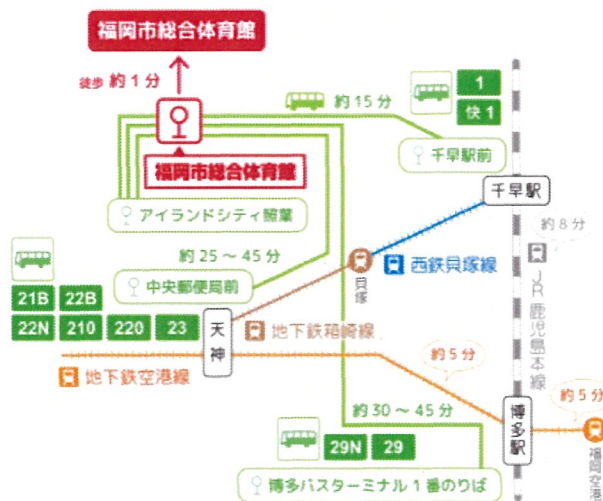 福岡市総合体育館
徒歩 約1分
福岡市総合体育館
アイランドシティ照葉
約15分
1
快1
千早駅前
千早駅
約8分
JR鹿児島本線
約25～45分
中央郵便局前
21B 22B
22N 210 220 23
天神
貝塚
西鉄貝塚線
地下鉄箱崎線
地下鉄空港線
約5分
博多駅
約5分
福岡空港
約30～45分
29N 29
博多バスターミナル1番のりば